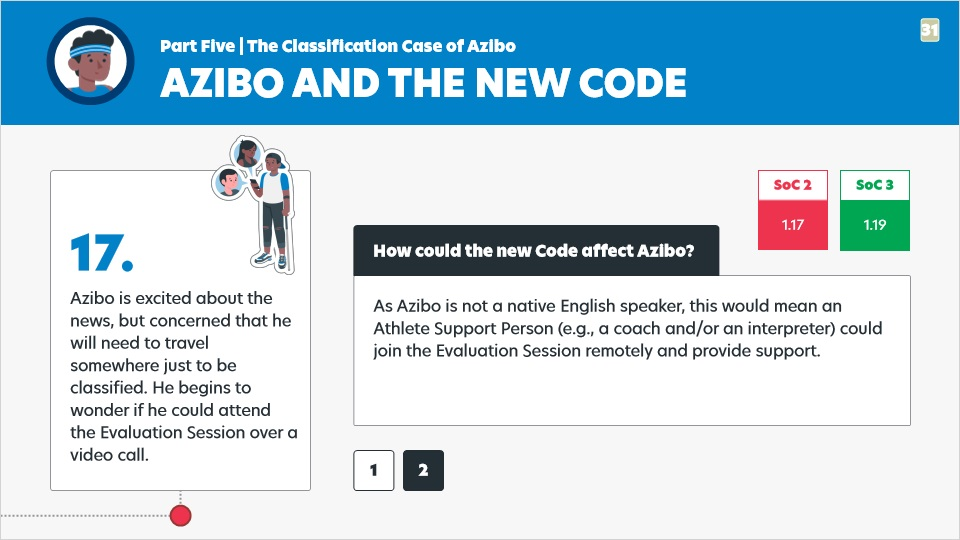 31
Part Five | The Classification Case of Azibo
AZIBO AND THE NEW CODE
17.
Azibo is excited about the
news, but concerned that he
will need to travel
somewhere just to be
classified. He begins to
wonder if he could attend
the Evaluation Session over a
video call.
SoC 2
1.17
SoC 3
1.19
How could the new Code affect Azibo?
As Azibo is not a native English speaker, this would mean an
Athlete Support Person (e.g., a coach and/or an interpreter) could
join the Evaluation Session remotely and provide support.
1
2